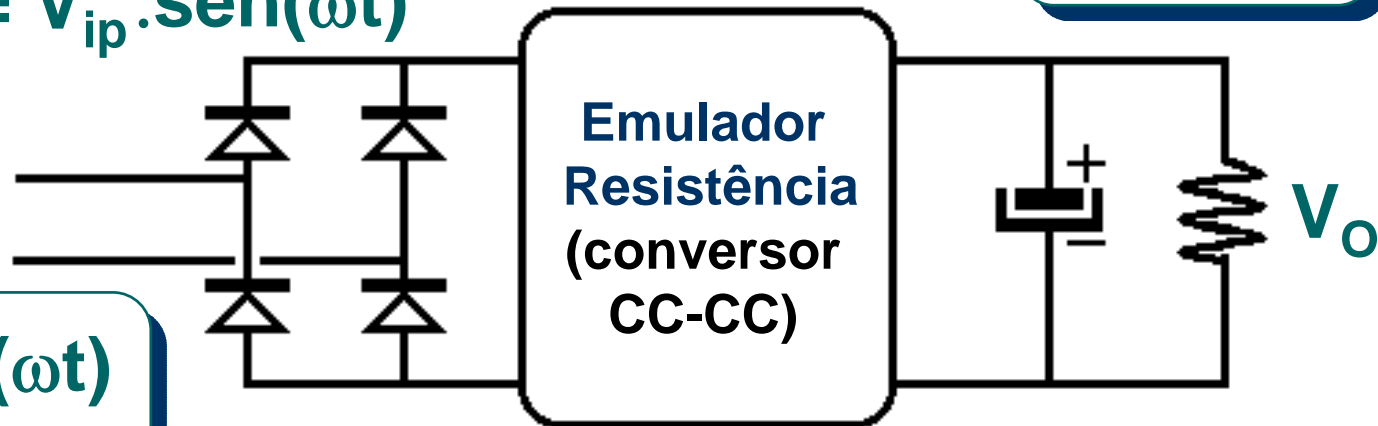 = V_ip.sen(ωt)
Emulador
Resistência
(conversor
CC-CC)
+
−
V_O
(ωt)